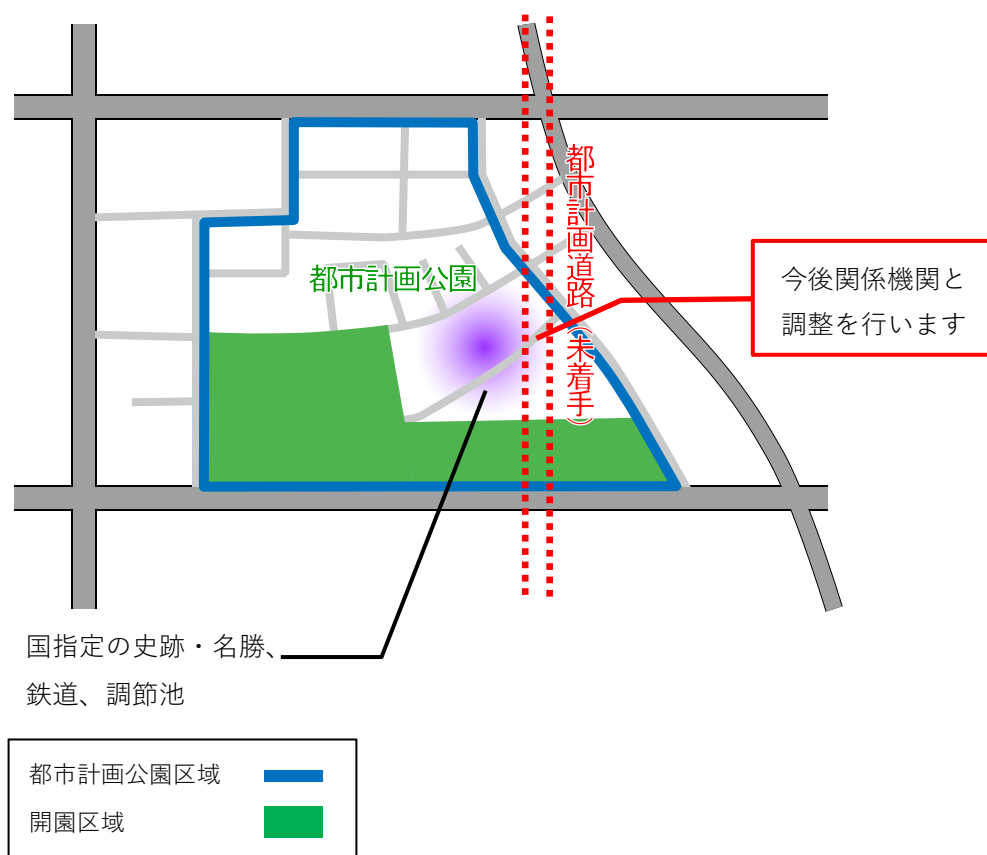 都市計画道路（未着手）
都市計画公園
今後関係機関と
調整を行います
国指定の史跡・名勝、
鉄道、調節池
都市計画公園区域
開園区域